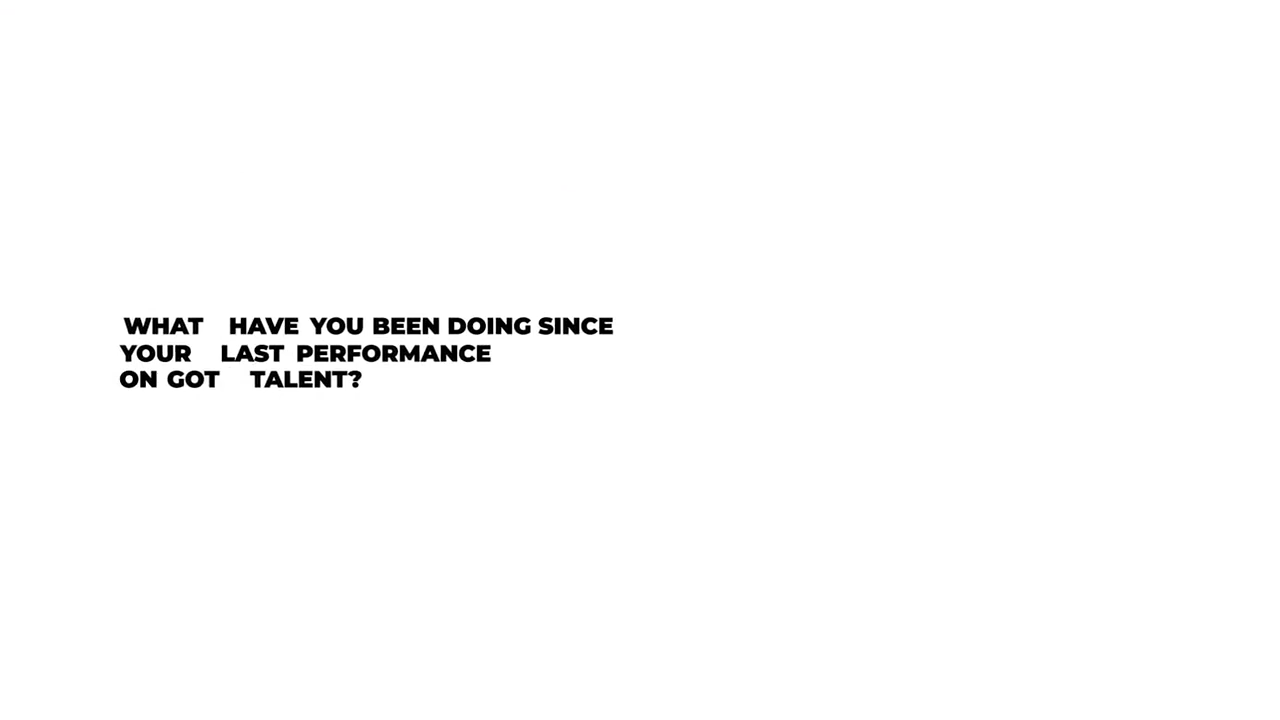 WHAT HAVE YOU BEEN DOING SINCE
YOUR LAST PERFORMANCE
ON GOT TALENT?